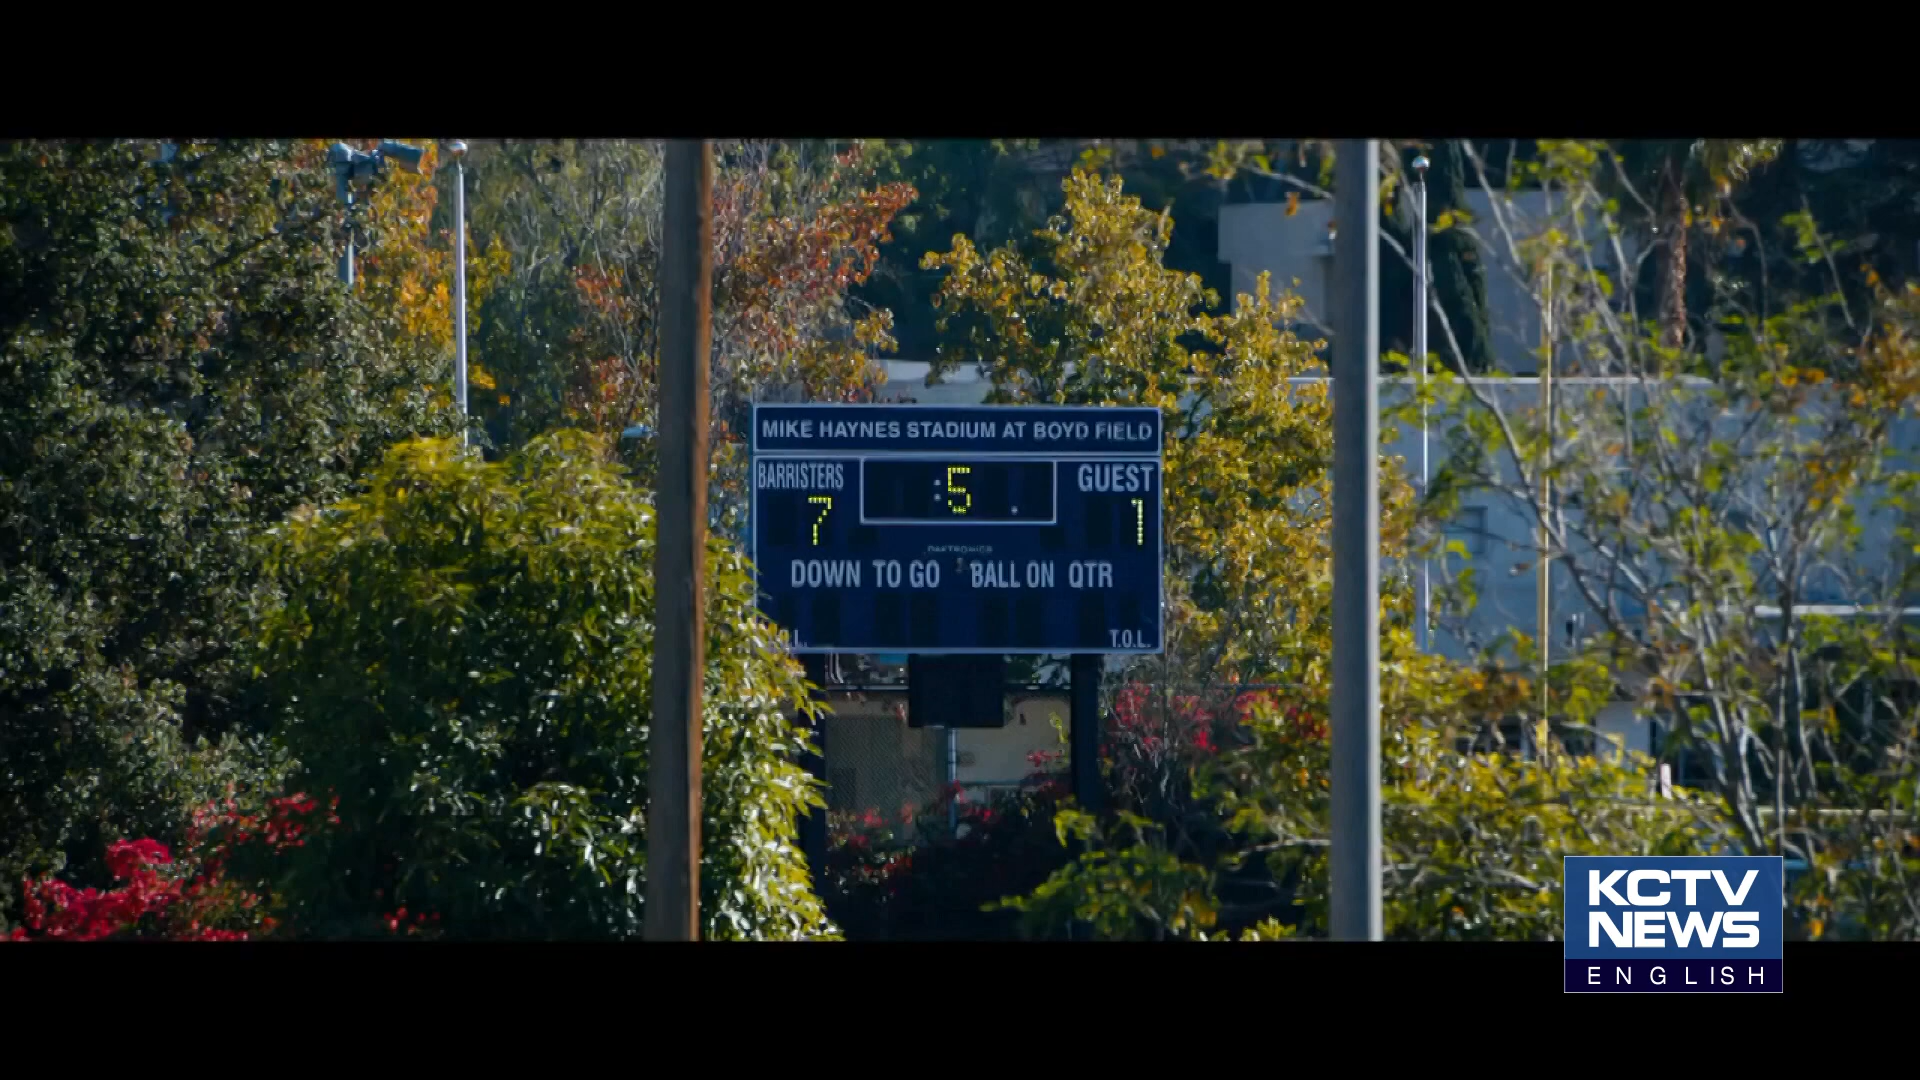 MIKE HAYNES STADIUM AT BOYD FIELD
BARRISTERS :5 GUEST
7 1
DAKTRONICS
DOWN TO GO BALL ON QTR
T.O.L.
KCTV
NEWS
ENGLISH